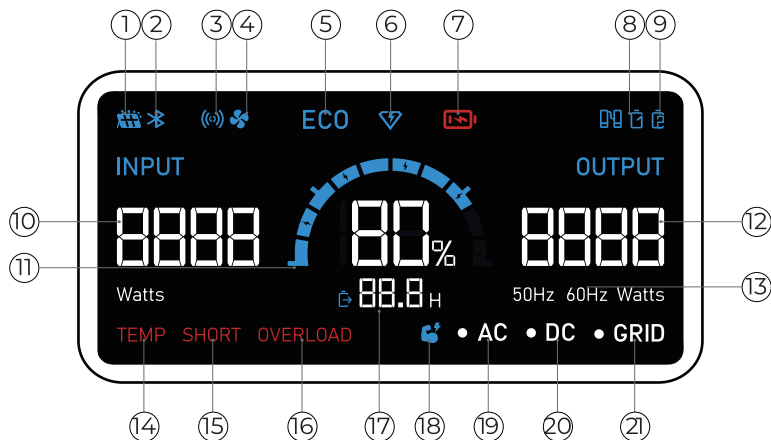 1 2 3 4 5 6 7 8 9
ECO
INPUT OUTPUT
10 8888 80% 8888 12
11 13
Watts 88.8 H 50Hz 60Hz Watts
TEMP SHORT OVERLOAD AC DC GRID
14 15 16 17 18 19 20 21